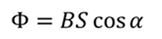 Φ = BS cos α